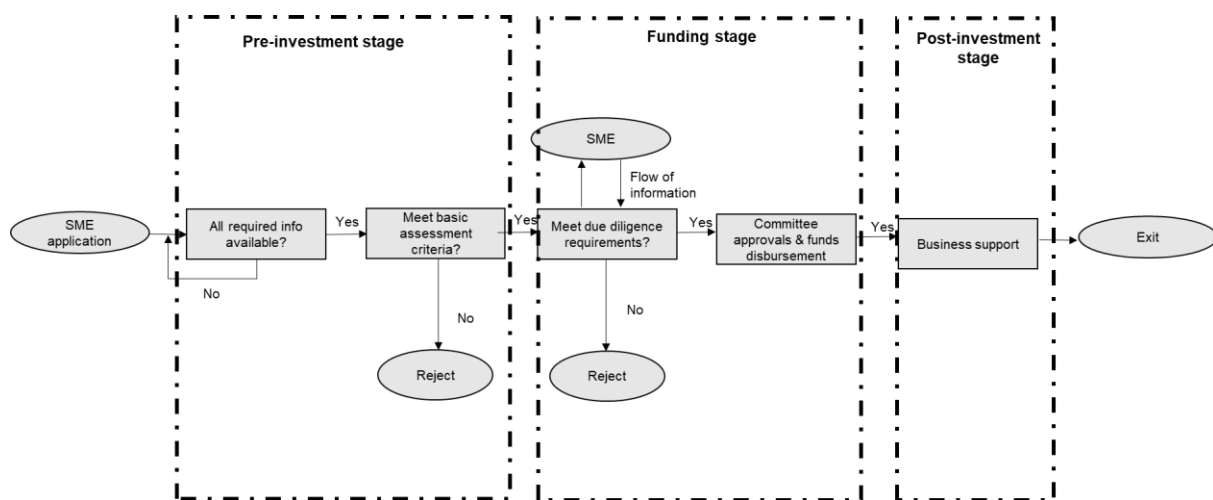 Pre-investment stage
Funding stage
Post-investment
stage
SME
Flow of
information
SME
application
All required info
available?
Yes
Meet basic
assessment
criteria?
Yes
Meet due diligence
requirements?
Yes
Committee
approvals & funds
disbursement
Yes
Business support
Exit
No
No
No
Reject
Reject